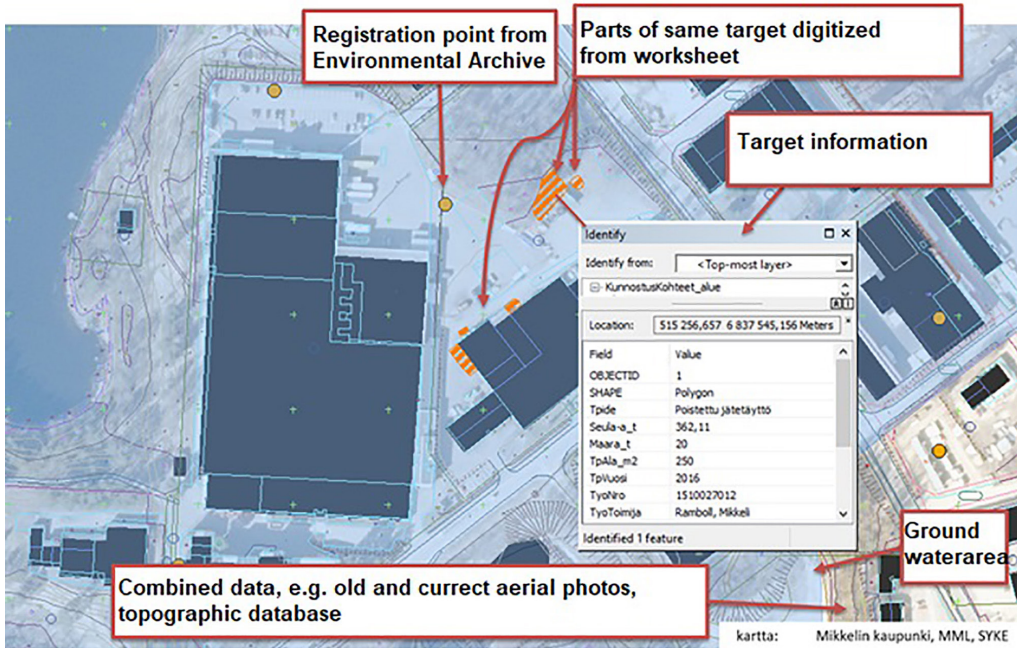 Registration point from
Environmental Archive
Parts of same target digitized
from worksheet
Target information
Identify
Identify from:
<Top-most layer>
KunnostusKohteet_alue
Location:
515 256,657 6 837 545,156 Meters
Field Value
OBJECTID 1
SHAPE Polygon
Tpide Poistettu jätetäyttö
Seula-a_t 362,11
Maara_t 20
TpAla_m2 250
TpVuosi 2016
TyoNro 1510027012
TyoToimija Ramboll, Mikkeli
Identified 1 feature
Ground
waterarea
Combined data, e.g. old and currect aerial photos,
topographic database
kartta: Mikkelin kaupunki, MML, SYKE